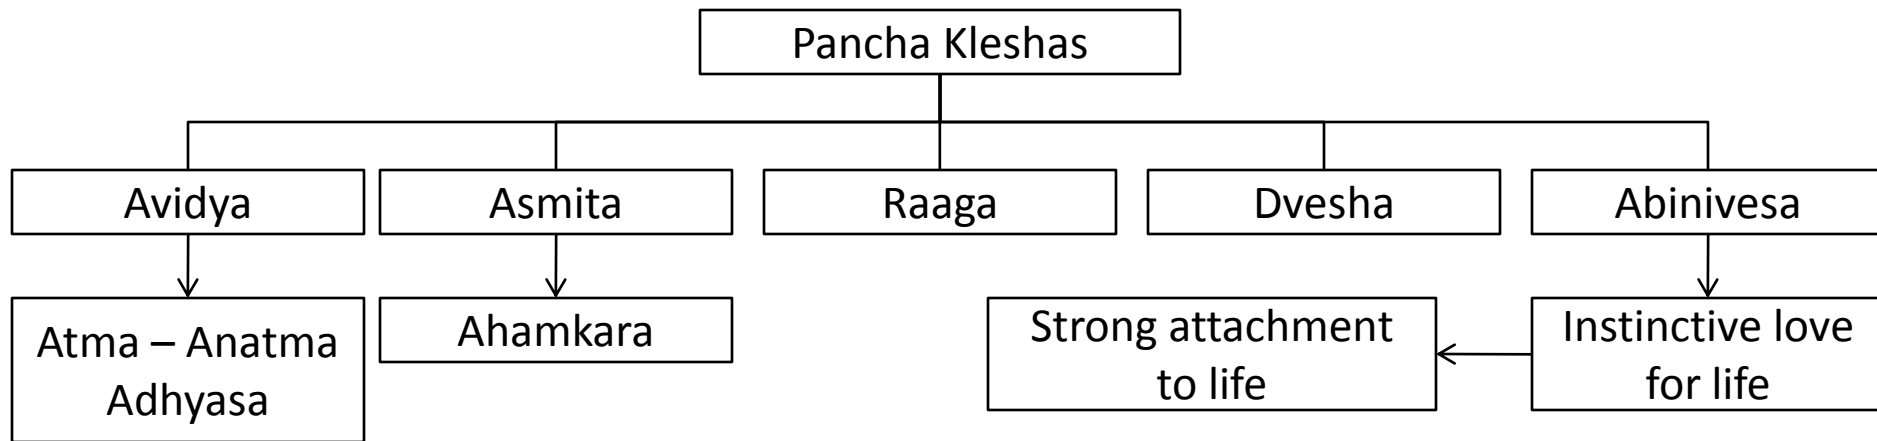 Pancha Kleshas
Avidya
Asmita
Raaga
Dvesha
Abinivesa
Atma – Anatma
Adhyasa
Ahamkara
Strong attachment
to life
Instinctive love
for life